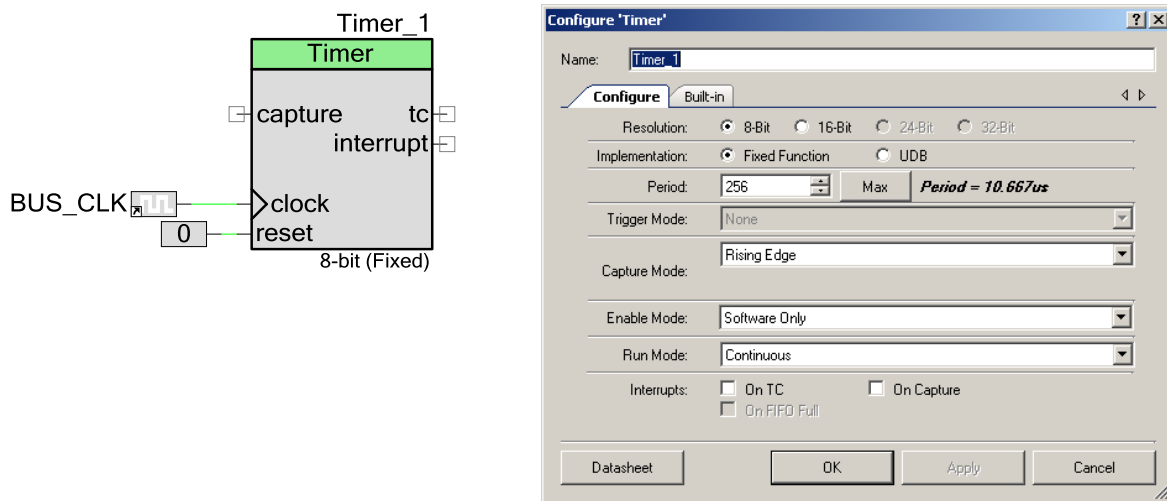 Timer_1
Timer
capture
tc
interrupt
BUS_CLK
clock
0
reset
8-bit (Fixed)
Configure 'Timer'
Name: Timer_1
Configure Built-in
Resolution: 8-Bit 16-Bit 24-Bit 32-Bit
Implementation: Fixed Function UDB
Period: 256 Max Period = 10.667us
Trigger Mode: None
Capture Mode: Rising Edge
Enable Mode: Software Only
Run Mode: Continuous
Interrupts: On TC On Capture
On FIFO Full
Datasheet OK Apply Cancel